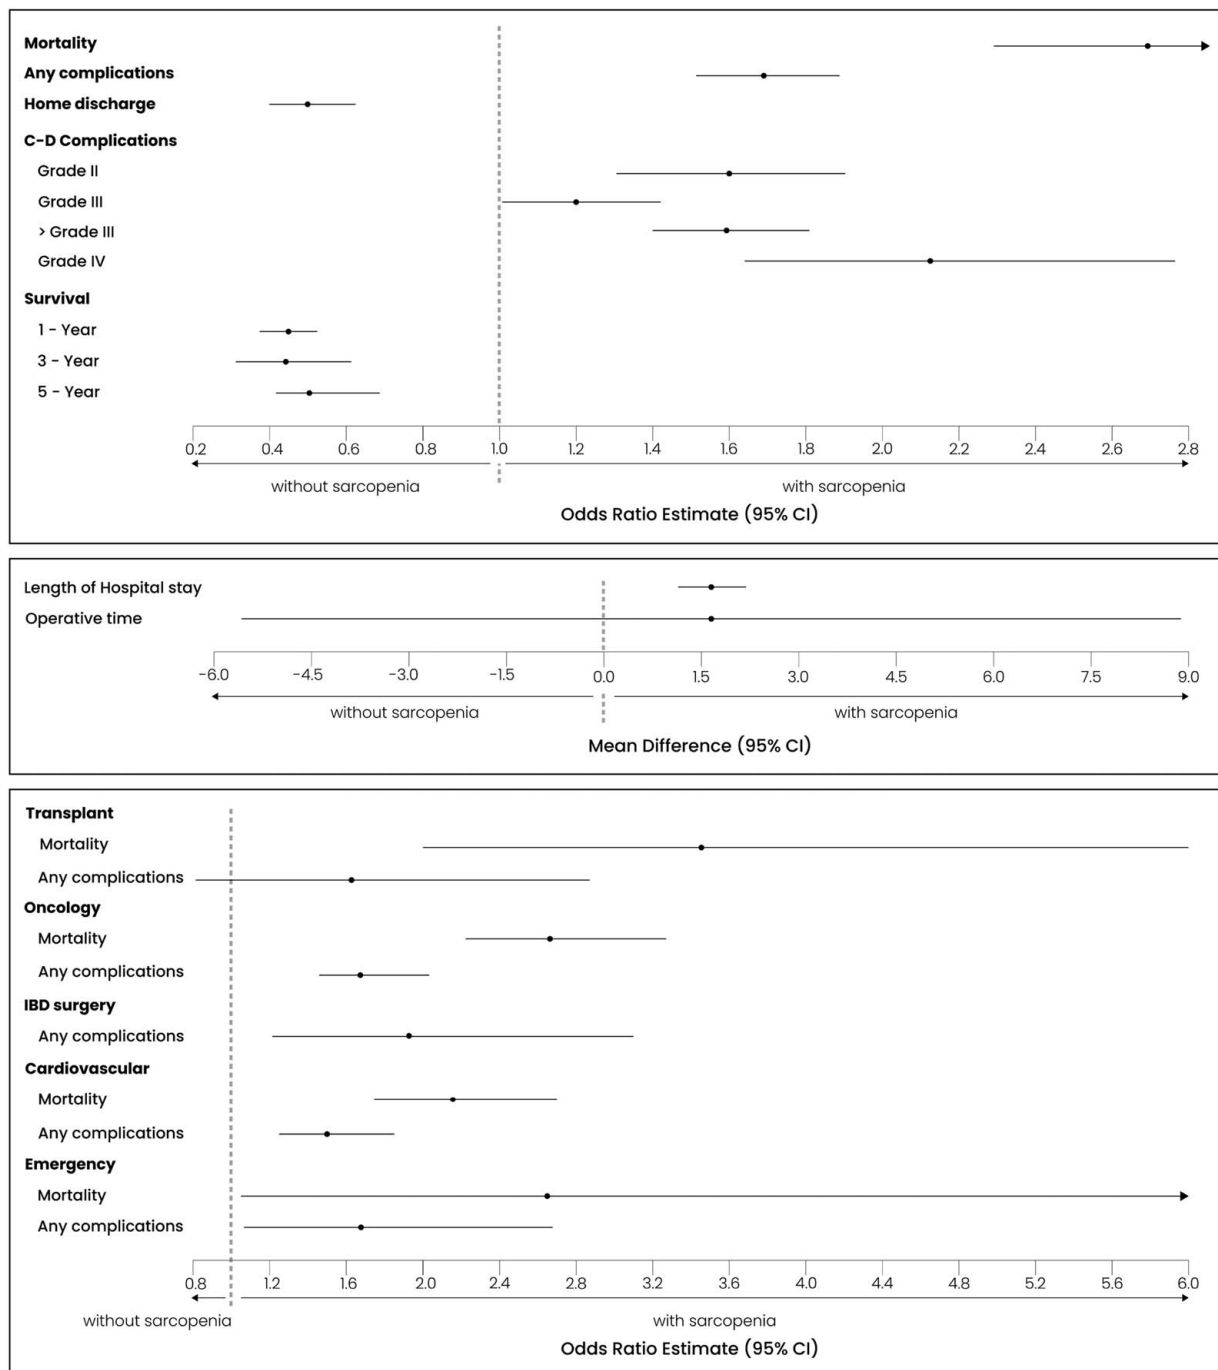 Mortality
Any complications
Home discharge
C-D Complications
Grade II
Grade III
> Grade III
Grade IV
Survival
1 - Year
3 - Year
5 - Year
0.2 0.4 0.6 0.8 1.0 1.2 1.4 1.6 1.8 2.0 2.2 2.4 2.6 2.8
without sarcopenia with sarcopenia
Odds Ratio Estimate (95% CI)
Length of Hospital stay
Operative time
-6.0 -4.5 -3.0 -1.5 0.0 1.5 3.0 4.5 6.0 7.5 9.0
without sarcopenia with sarcopenia
Mean Difference (95% CI)
Transplant
Mortality
Any complications
Oncology
Mortality
Any complications
IBD surgery
Any complications
Cardiovascular
Mortality
Any complications
Emergency
Mortality
Any complications
0.8 1.2 1.6 2.0 2.4 2.8 3.2 3.6 4.0 4.4 4.8 5.2 5.6 6.0
without sarcopenia with sarcopenia
Odds Ratio Estimate (95% CI)